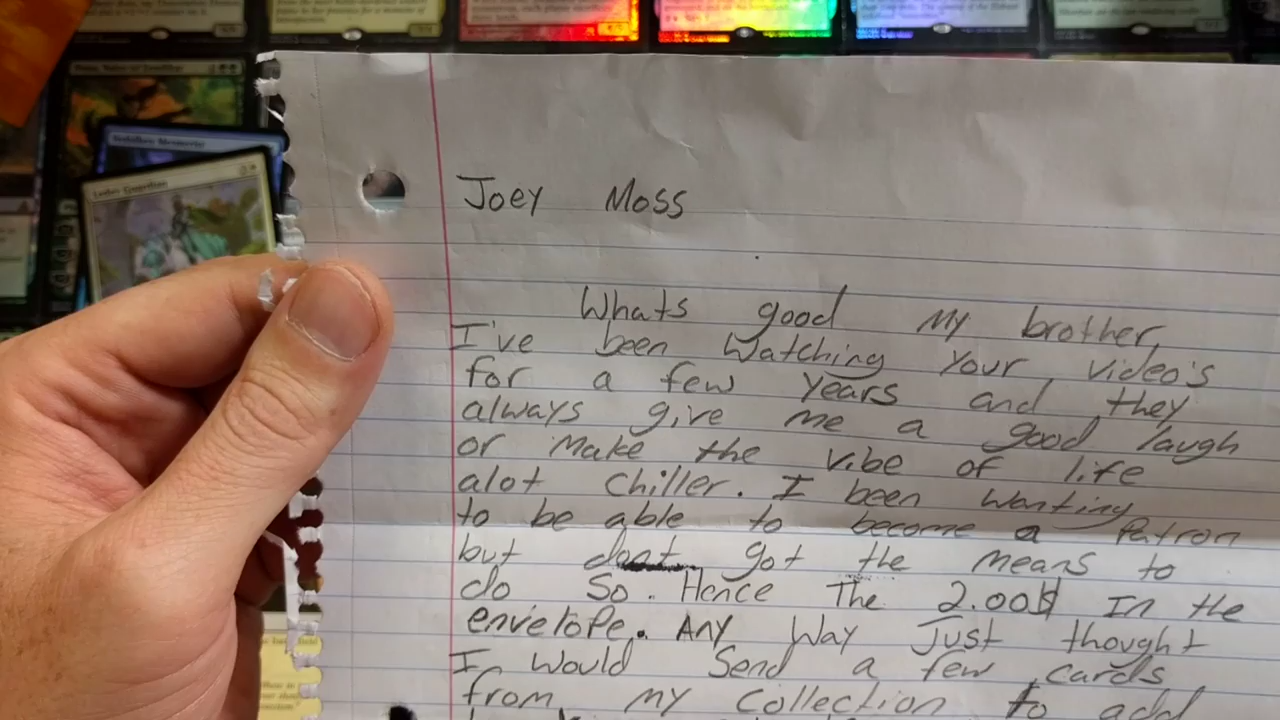 Joey Moss
Whats good my brother,
I've been watching your video's
for a few years and they
always give me a good laugh
or make the vibe of life
alot chiller. I been wanting
to be able to become a Patron
but dont got the means to
do so. Hence The 2.00$ In the
envelope. Any Way Just thought
I would Send a few cards
from my collection to add